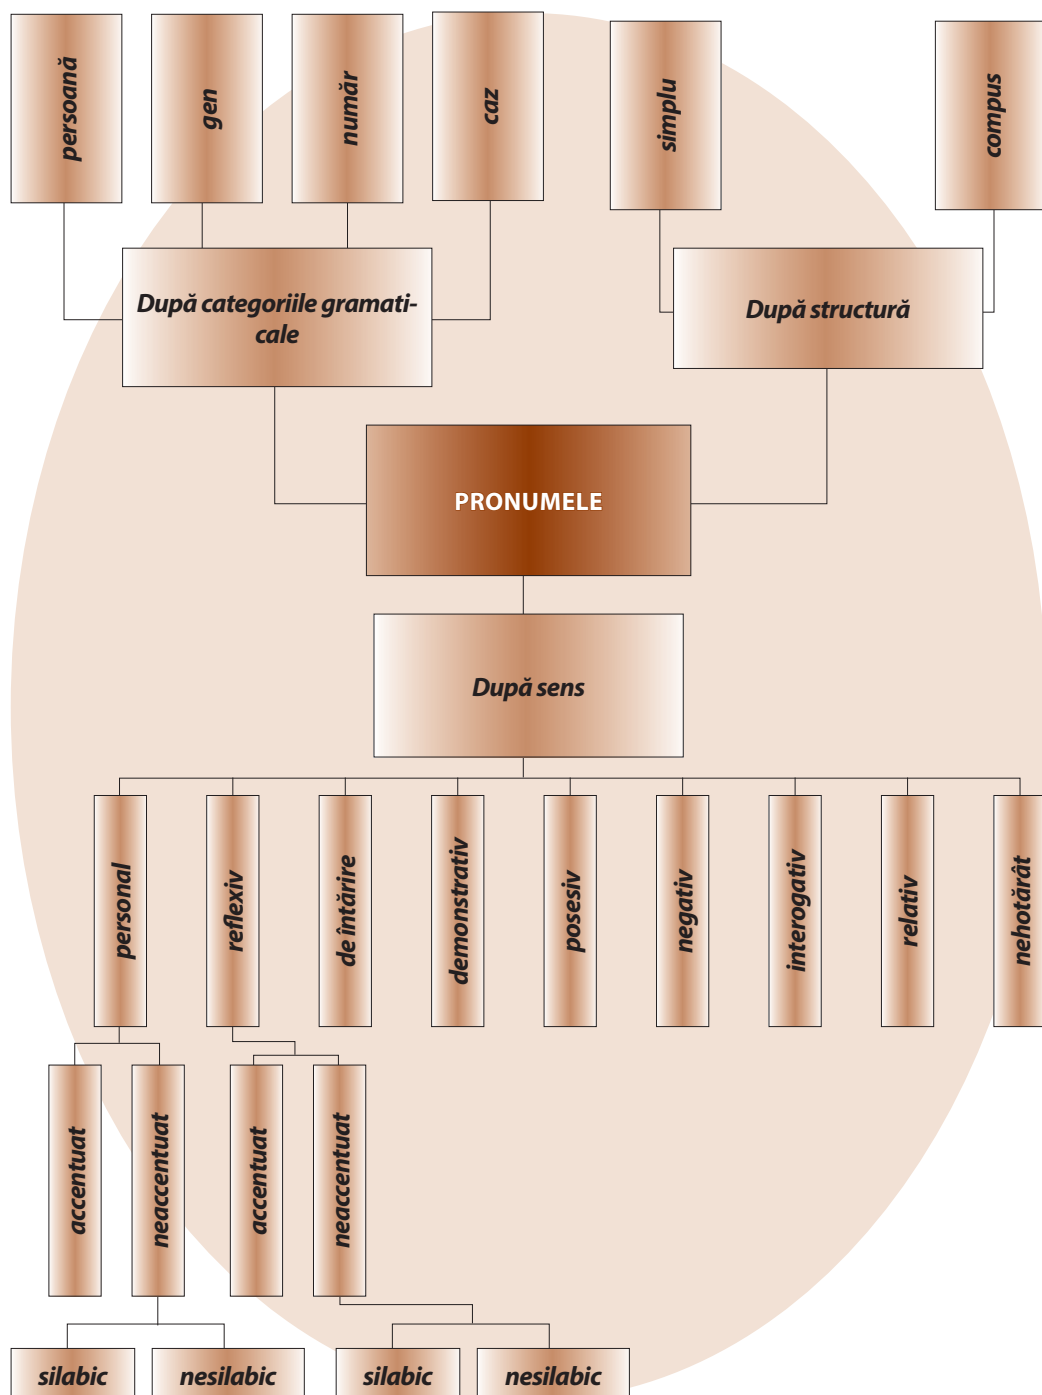 persoană
gen
număr
caz
simplu
compus
După categoriile gramati-
cale
După structură
PRONUMELE
După sens
personal
reflexiv
de întărire
demonstrativ
posesiv
negativ
interogativ
relativ
nehotărât
accentuat
neaccentuat
accentuat
neaccentuat
silabic
nesilabic
silabic
nesilabic